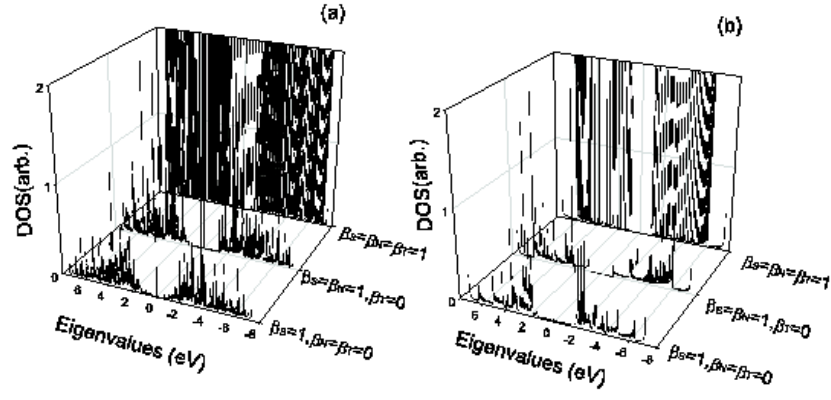 (a)
2
1
0
DOS(arb.)
6 4 2 0 -2 -4 -6 -8
Eigenvalues (eV)
βS=βN=βT=1
βS=βN=1,βT=0
βS=1,βN=βT=0
(b)
2
1
0
DOS(arb.)
6 4 2 0 -2 -4 -6 -8
Eigenvalues (eV)
βS=βN=βT=1
βS=βN=1,βT=0
βS=1,βN=βT=0